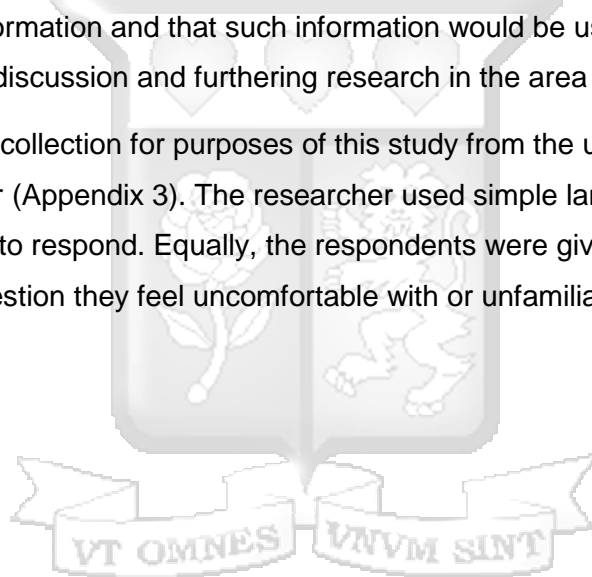 ormation and that such information would be us
discussion and furthering research in the area
collection for purposes of this study from the u
r (Appendix 3). The researcher used simple lar
to respond. Equally, the respondents were giv
estion they feel uncomfortable with or unfamilia
VT OMNES VNVM SINT